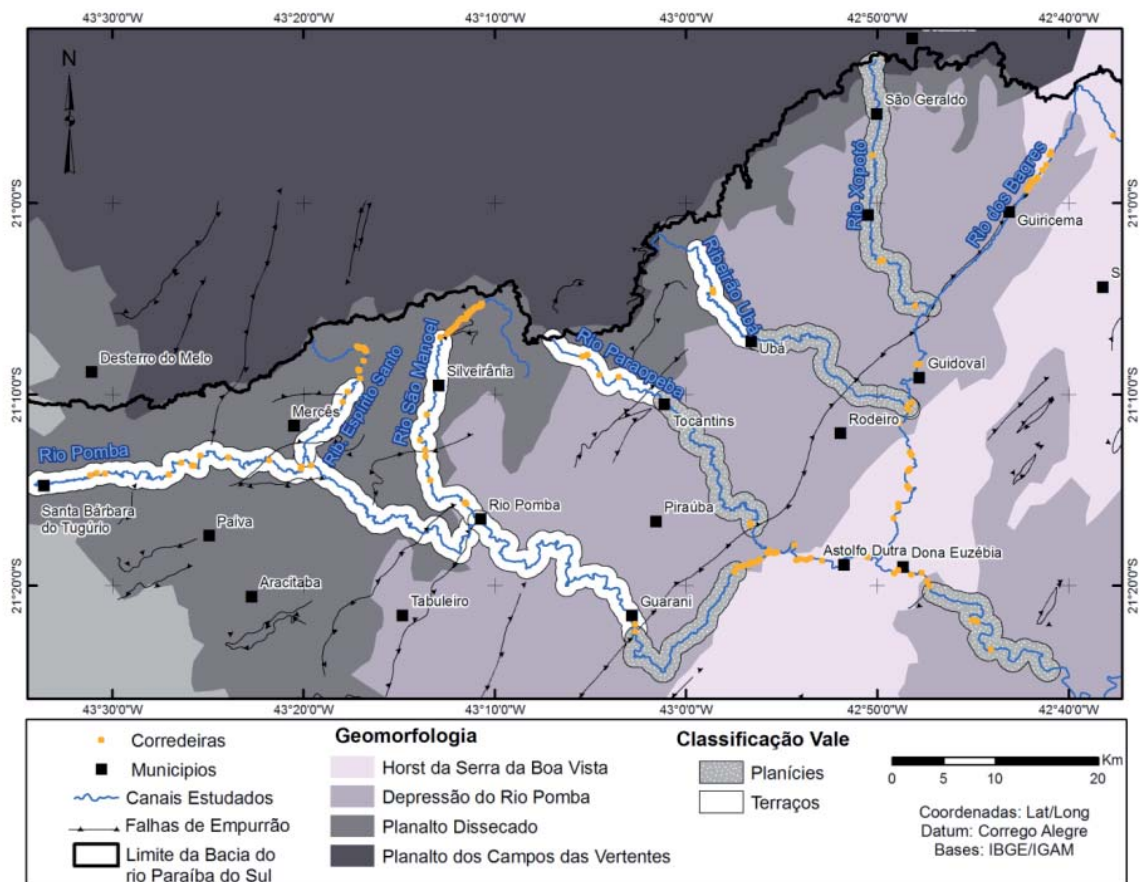 43°30'0"W 43°20'0"W 43°10'0"W 43°0'0"W 42°50'0"W 42°40'0"W
N
São Geraldo
Rio Xopotó
Rio dos Bagres
21°0'0"S
21°0'0"S
Guiricema
Ribeirão Ubá
S
Ubá
Desterro do Melo
Rio São Manoel
Silveirânia
Rio Paraopeba
Guidoval
21°10'0"S
21°10'0"S
Mercês
Rib. Espírito Santo
Tocantins
Rodeiro
Rio Pomba
Santa Bárbara
do Tugúrio
Paiva
Rio Pomba
Piraúba
Astolfo Dutra
Dona Euzébia
21°20'0"S
21°20'0"S
Aracitaba
Tabuleiro
Guarani
43°30'0"W 43°20'0"W 43°10'0"W 43°0'0"W 42°50'0"W 42°40'0"W
Corredeiras
Municipios
Canais Estudados
Falhas de Empurrão
Limite da Bacia do
rio Paraíba do Sul
Geomorfologia
Horst da Serra da Boa Vista
Depressão do Rio Pomba
Planalto Dissecado
Planalto dos Campos das Vertentes
Classificação Vale
Planícies
Terraços
Km
0 5 10 20
Coordenadas: Lat/Long
Datum: Corrego Alegre
Bases: IBGE/IGAM